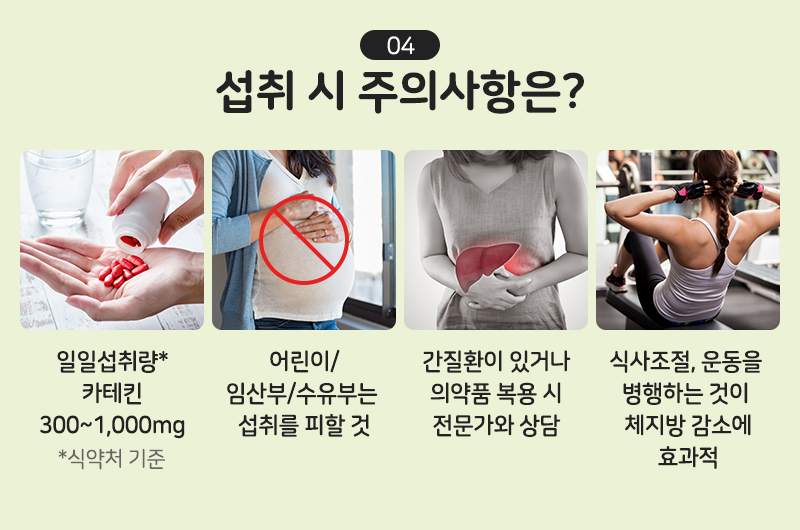 04
섭취 시 주의사항은?
일일섭취량*
카테킨
300~1,000mg
*식약처 기준
어린이/
임산부/수유부는
섭취를 피할 것
간질환이 있거나
의약품 복용 시
전문가와 상담
식사조절, 운동을
병행하는 것이
체지방 감소에
효과적